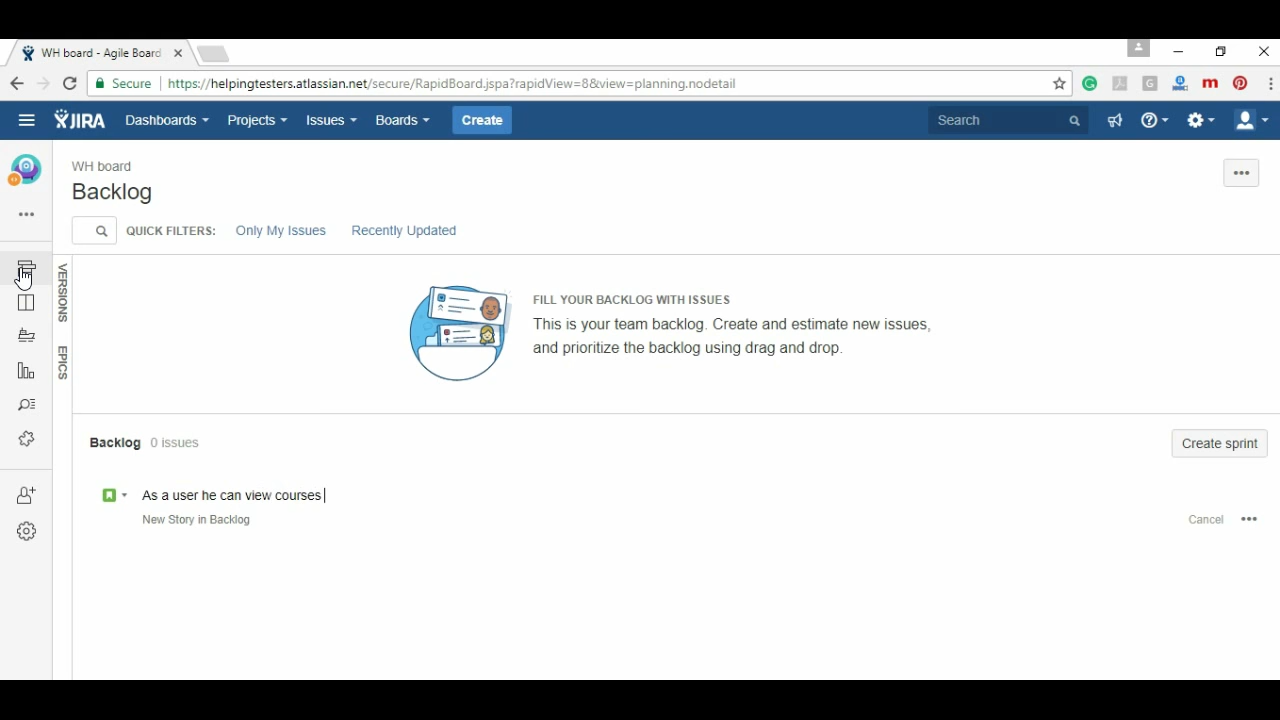 WH board - Agile Board
Secure https://helpingtesters.atlassian.net/secure/RapidBoard.jspa?rapidView=8&view=planning.nodetail
JIRA Dashboards Projects Issues Boards Create Search
WH board
Backlog
QUICK FILTERS: Only My Issues Recently Updated
VERSIONS
EPICS
FILL YOUR BACKLOG WITH ISSUES
This is your team backlog. Create and estimate new issues,
and prioritize the backlog using drag and drop.
Backlog 0 issues Create sprint
As a user he can view courses
New Story in Backlog Cancel